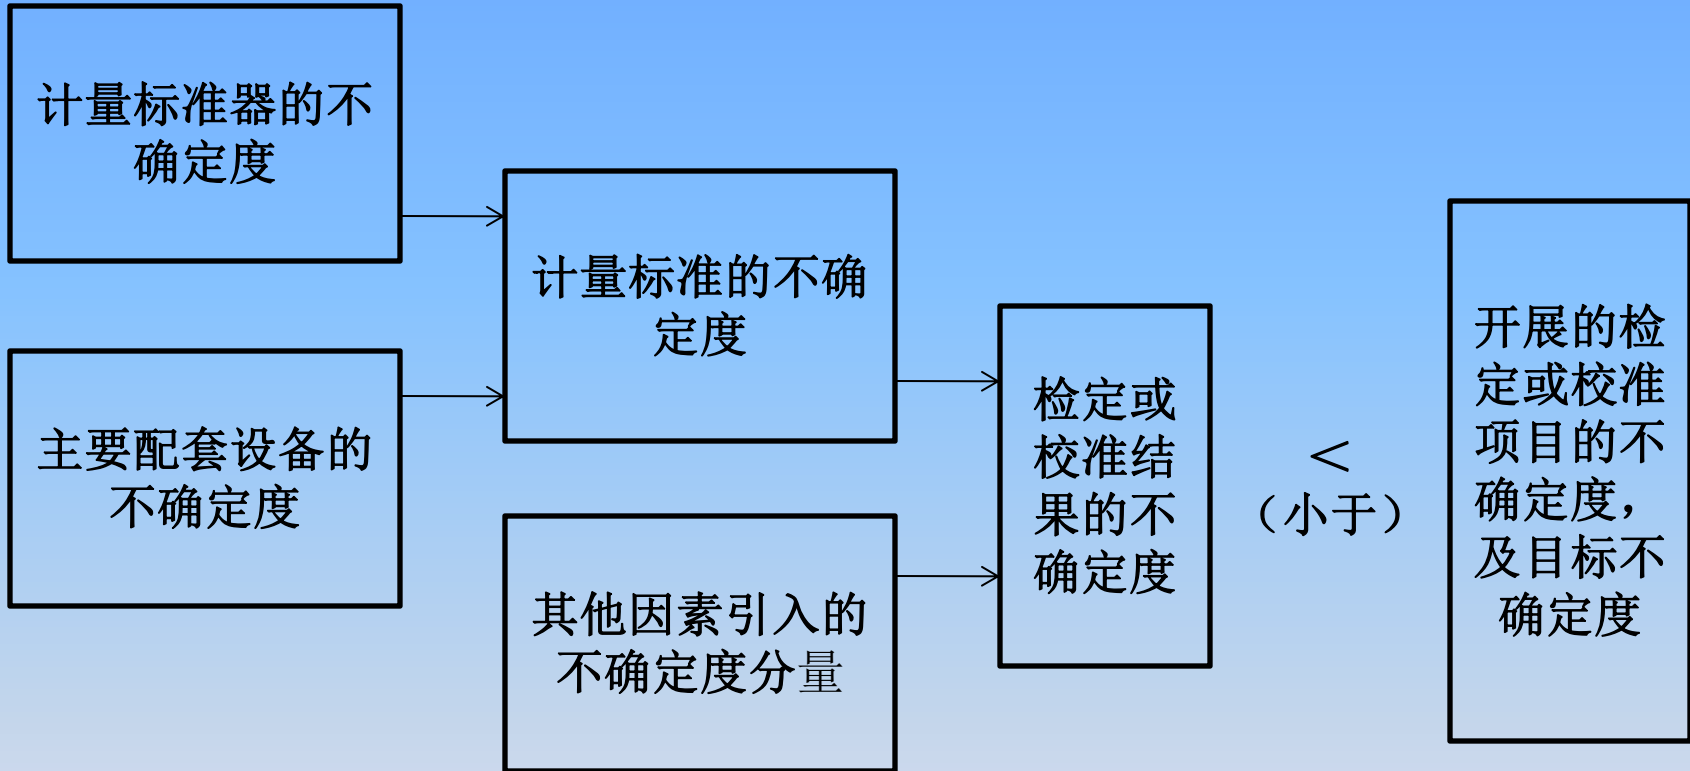 计量标准器的不
确定度
主要配套设备的
不确定度
计量标准的不确
定度
其他因素引入的
不确定度分量
检定或
校准结
果的不
确定度
＜
（小于）
开展的检
定或校准
项目的不
确定度，
及目标不
确定度